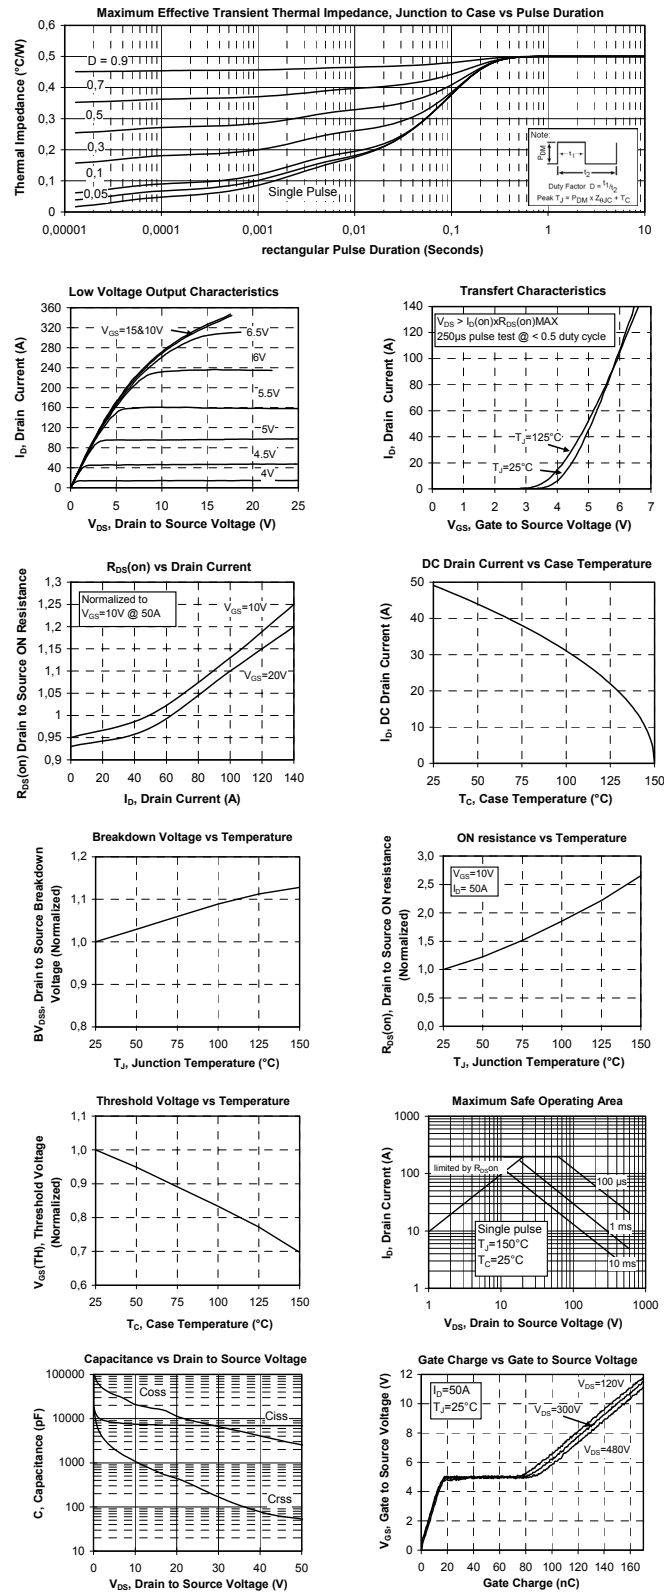 Maximum Effective Transient Thermal Impedance, Junction to Case vs Pulse Duration
Thermal Impedance (°C/W)
0,6
0,5
0,4
0,3
0,2
0,1
0
D = 0.9
0,7
0,5
0,3
0,1
0,05
Single Pulse
Note:
PDM
t1
t2
Duty Factor D = t1/t2
Peak TJ = PDM x ZθJC + TC
0,00001 0,0001 0,001 0,01 0,1 1 10
rectangular Pulse Duration (Seconds)
Low Voltage Output Characteristics
ID, Drain Current (A)
360
320
280
240
200
160
120
80
40
0
VGS=15&10V
6.5V
6V
5.5V
5V
4.5V
4V
0 5 10 15 20 25
VDS, Drain to Source Voltage (V)
Transfert Characteristics
ID, Drain Current (A)
140
120
100
80
60
40
20
0
VDS > ID(on)xRDS(on)MAX
250µs pulse test @ < 0.5 duty cycle
TJ=125°C
TJ=25°C
0 1 2 3 4 5 6 7
VGS, Gate to Source Voltage (V)
RDS(on) vs Drain Current
RDS(on) Drain to Source ON Resistance
1,3
1,25
1,2
1,15
1,1
1,05
1
0,95
0,9
Normalized to
VGS=10V @ 50A
VGS=10V
VGS=20V
0 20 40 60 80 100 120 140
ID, Drain Current (A)
DC Drain Current vs Case Temperature
ID, DC Drain Current (A)
50
40
30
20
10
0
25 50 75 100 125 150
TC, Case Temperature (°C)
Breakdown Voltage vs Temperature
BVDSS, Drain to Source Breakdown
Voltage (Normalized)
1,2
1,1
1,0
0,9
0,8
25 50 75 100 125 150
TJ, Junction Temperature (°C)
ON resistance vs Temperature
RDS(on), Drain to Source ON resistance
(Normalized)
3,0
2,5
2,0
1,5
1,0
0,5
0,0
VGS=10V
ID= 50A
25 50 75 100 125 150
TJ, Junction Temperature (°C)
Threshold Voltage vs Temperature
VGS(TH), Threshold Voltage
(Normalized)
1,1
1,0
0,9
0,8
0,7
0,6
25 50 75 100 125 150
TC, Case Temperature (°C)
Maximum Safe Operating Area
ID, Drain Current (A)
1000
100
10
1
limited by RDSon
100 µs
1 ms
10 ms
Single pulse
TJ=150°C
TC=25°C
1 10 100 1000
VDS, Drain to Source Voltage (V)
Capacitance vs Drain to Source Voltage
C, Capacitance (pF)
100000
10000
1000
100
10
Coss
Ciss
Crss
0 10 20 30 40 50
VDS, Drain to Source Voltage (V)
Gate Charge vs Gate to Source Voltage
VGS, Gate to Source Voltage (V)
12
10
8
6
4
2
0
ID=50A
TJ=25°C
VDS=120V
VDS=300V
VDS=480V
0 20 40 60 80 100 120 140 160
Gate Charge (nC)